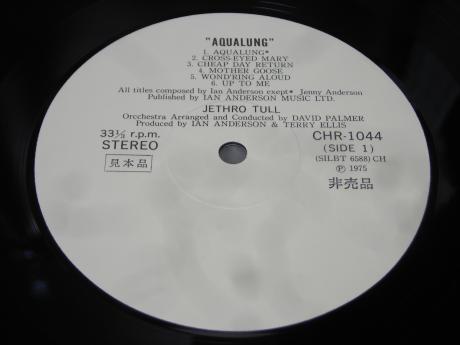 "AQUALUNG"
1. AQUALUNG*
2. CROSS-EYED MARY
3. CHEAP DAY RETURN
4. MOTHER GOOSE
5. WOND'RING ALOUD
6. UP TO ME
All titles composed by Ian Anderson exept* Jenny Anderson
Published by IAN ANDERSON MUSIC LTD.
JETHRO TULL
Orcchestra Arranged and Conducted by DAVID PALMER
Produced by IAN ANDERSON & TERRY ELLIS
33⅓ r.p.m.
STEREO
見本品
CHR-1044
(SIDE 1)
(SILBT 6588) CH
Ⓟ 1975
非売品